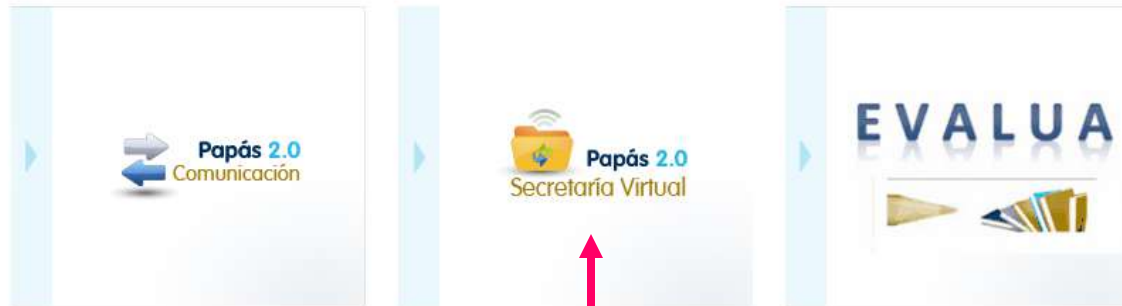 Papás 2.0
Comunicación
Papás 2.0
Secretaría Virtual
EVALUA